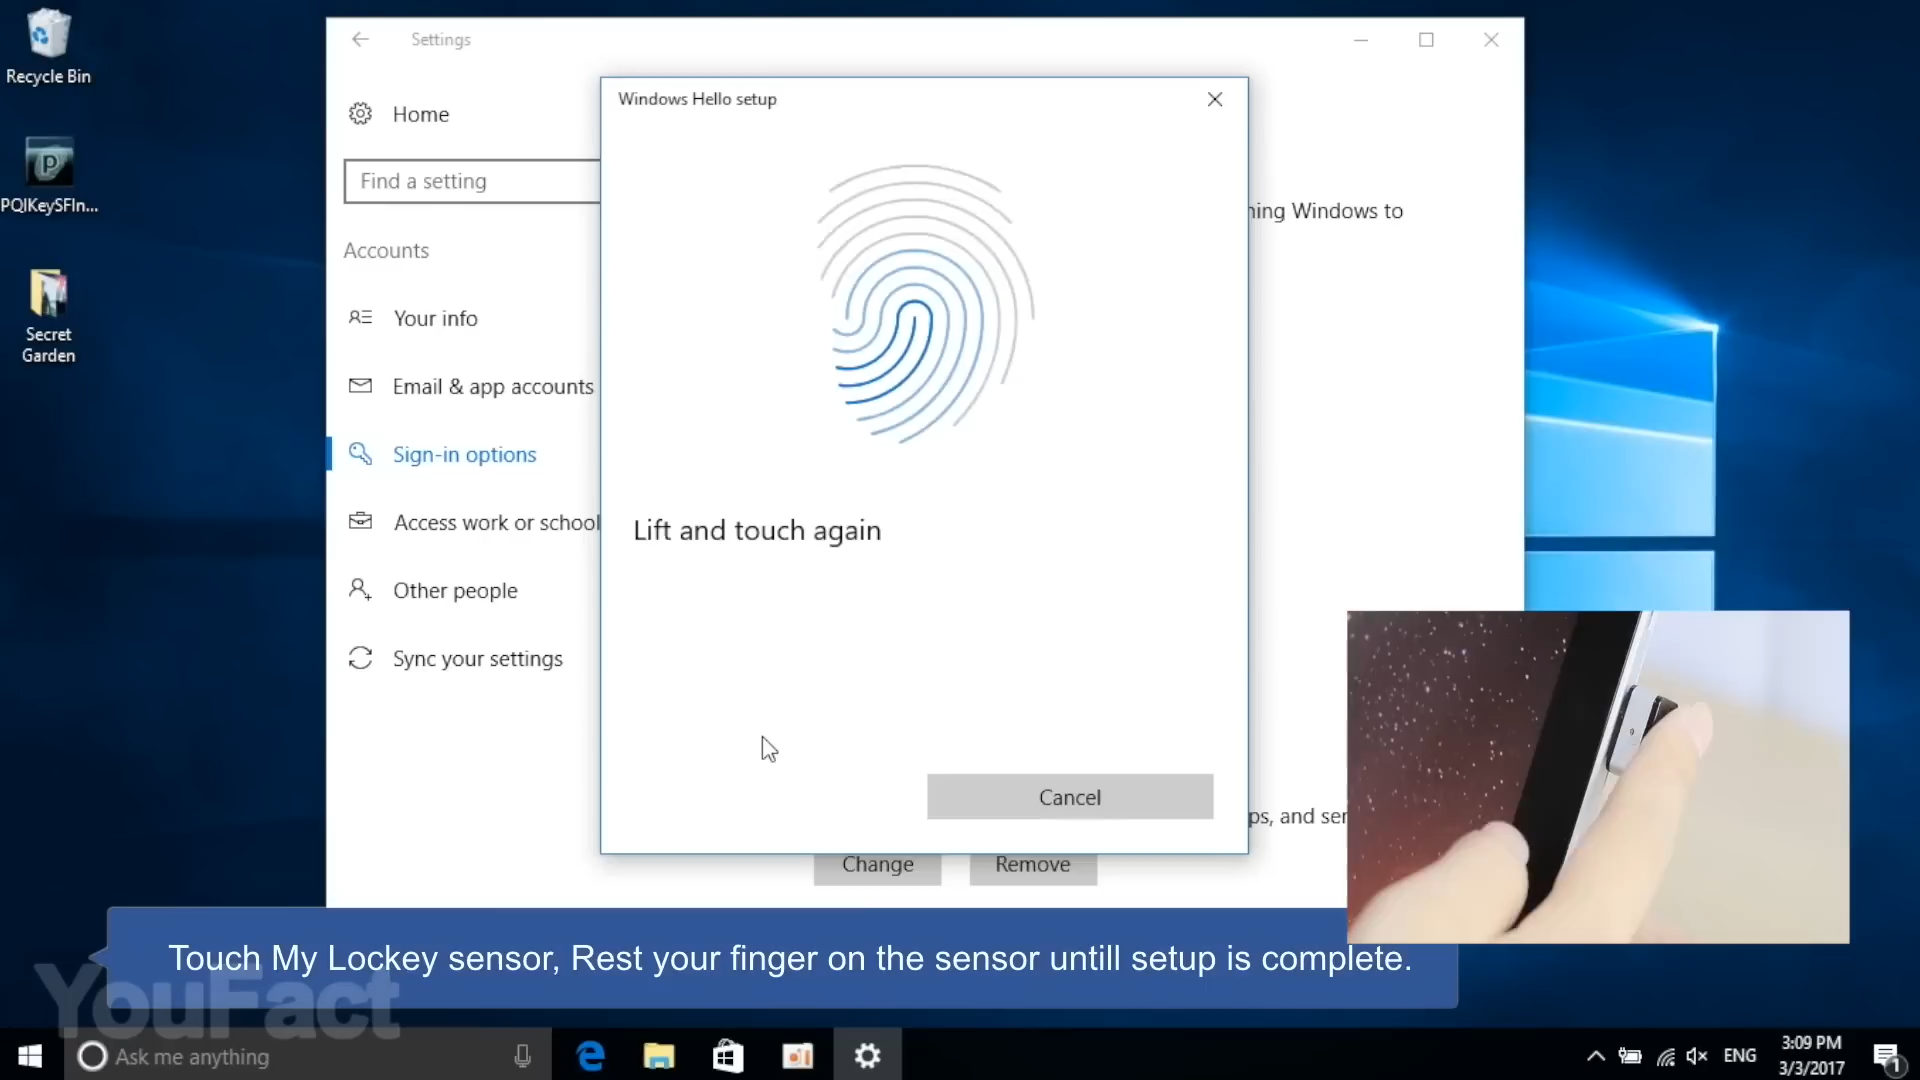 Recycle Bin
PQIKeySFIn...
Secret
Garden
Settings
Home
Find a setting
Accounts
Your info
Email & app accounts
Sign-in options
Access work or school
Other people
Sync your settings
Windows Hello setup
Lift and touch again
Cancel
ning Windows to
ps, and ser
Change
Remove
Touch My Lockey sensor, Rest your finger on the sensor untill setup is complete.
YouFact
Ask me anything
ENG
3:09 PM
3/3/2017
1